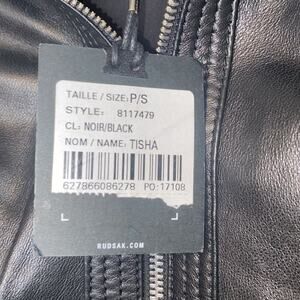 TAILLE / SIZE: P/S
STYLE: 8117479
CL: NOIR/BLACK
NOM / NAME: TISHA
627866086278 PO: 17108
RUDSAK.COM